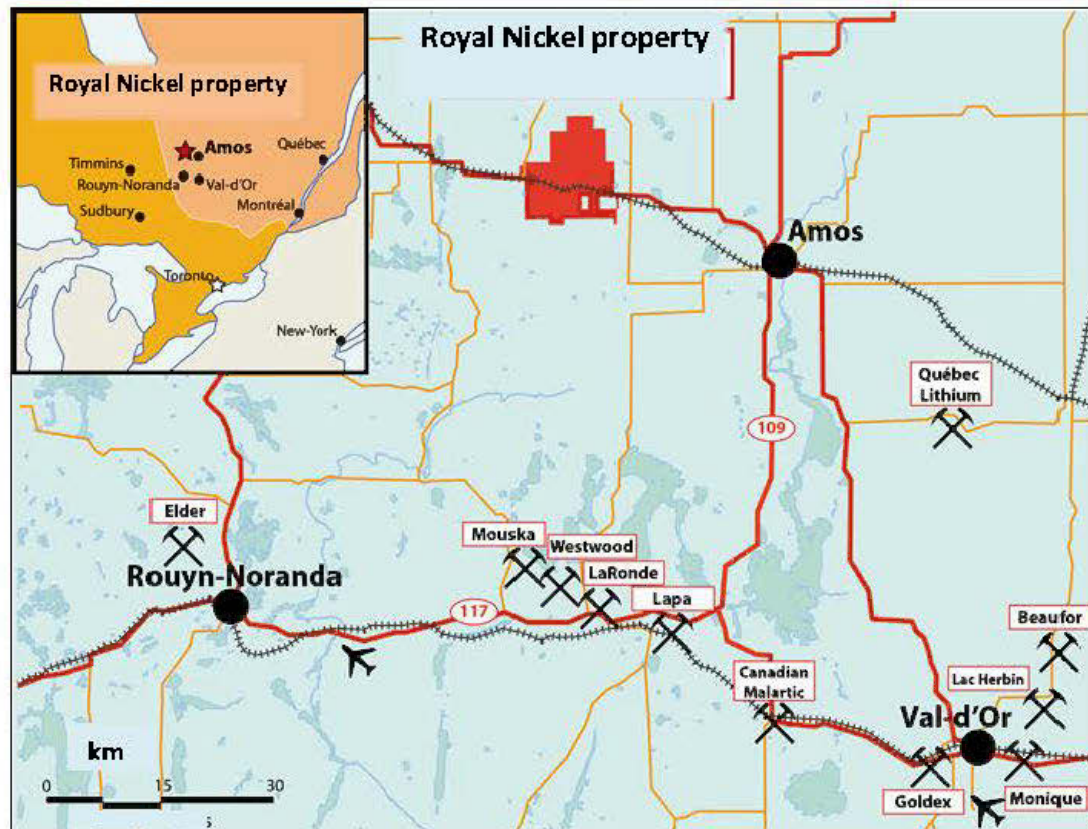 Royal Nickel property
Royal Nickel property
Amos
Québec
Timmins
Rouyn-Noranda
Val-d'Or
Sudbury
Montréal
Toronto
New-York
Amos
Québec
Lithium
109
Elder
Mouska
Westwood
Rouyn-Noranda
LaRonde
Lapa
117
Beaufor
Canadian
Malartic
Lac Herbin
Val-d'Or
km
0
15
30
Goldex
Monique
s